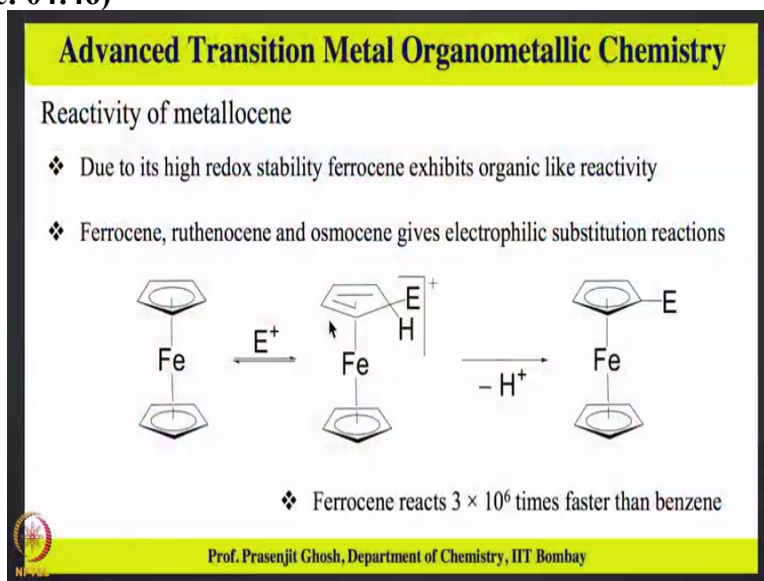 Advanced Transition Metal Organometallic Chemistry
Reactivity of metallocene
❖ Due to its high redox stability ferrocene exhibits organic like reactivity
❖ Ferrocene, ruthenocene and osmocene gives electrophilic substitution reactions
E +
E
H
E⁺
Fe
Fe
Fe
– H⁺
❖ Ferrocene reacts 3 × 10⁶ times faster than benzene
Prof. Prasenjit Ghosh, Department of Chemistry, IIT Bombay
NPTEL